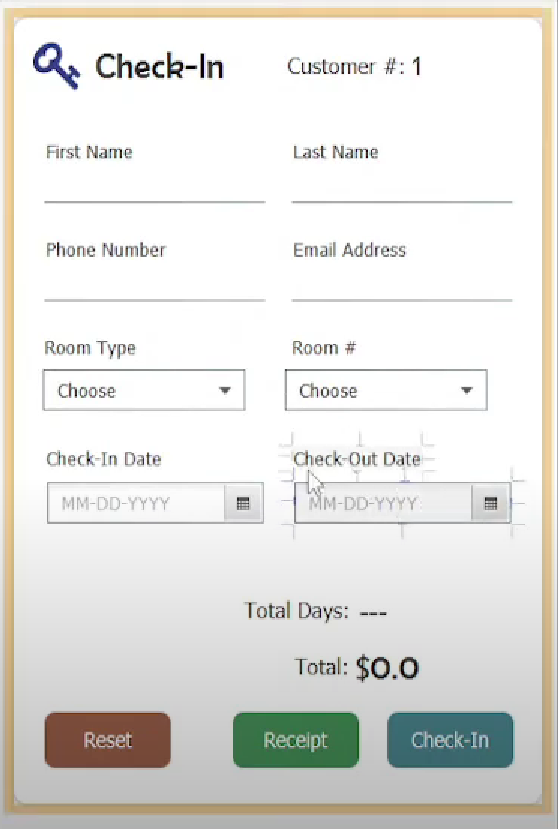 Check-In Customer #: 1
First Name Last Name
Phone Number Email Address
Room Type Room #
Choose Choose
Check-In Date Check-Out Date
MM-DD-YYYY MM-DD-YYYY
Total Days: ---
Total: $0.0
Reset Receipt Check-In